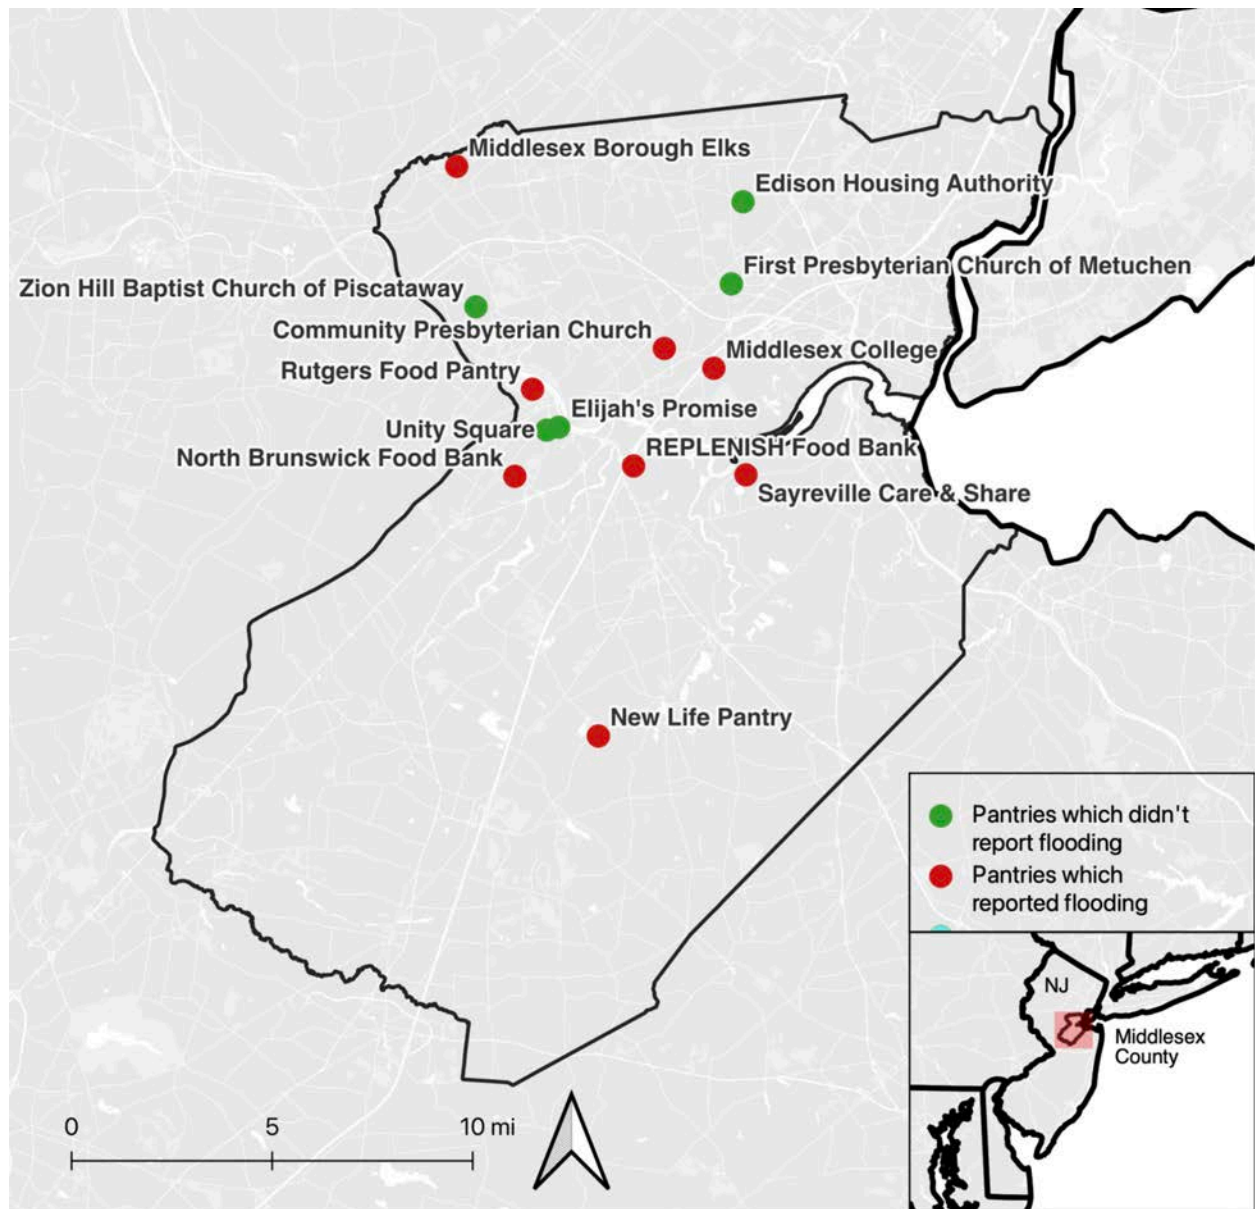 Middlesex Borough Elks
Edison Housing Authority
First Presbyterian Church of Metuchen
Zion Hill Baptist Church of Piscataway
Community Presbyterian Church
Middlesex College
Rutgers Food Pantry
Elijah's Promise
Unity Square
REPLENISH Food Bank
North Brunswick Food Bank
Sayreville Care & Share
New Life Pantry
Pantries which didn't
report flooding
Pantries which
reported flooding
NJ
Middlesex
County
0 5 10 mi